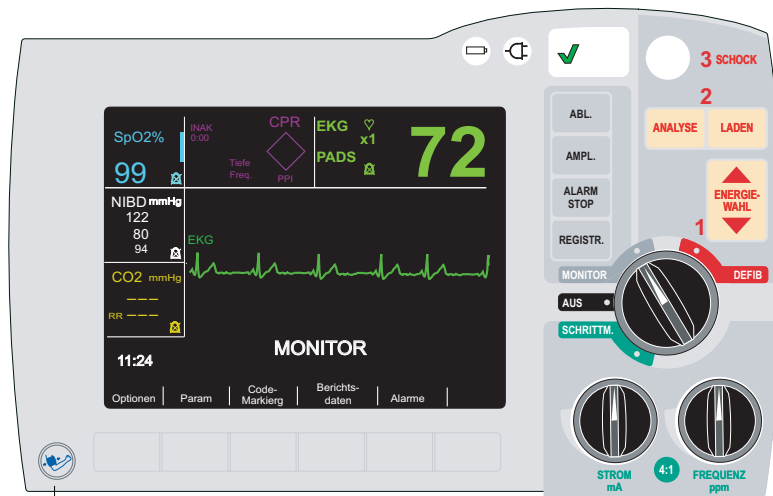 SpO2%
99
INAK
0:00
CPR
Tiefe
Freq.
PPI
EKG
x1
PADS
72
NIBD mmHg
122
80
94
EKG
CO2 mmHg
---
RR ---
11:24
MONITOR
Optionen
Param
Code-
Markierg
Berichts-
daten
Alarme
ABL.
AMPL.
ALARM
STOP
REGISTR.
3 SCHOCK
2
ANALYSE
LADEN
ENERGIE-
WAHL
1
MONITOR
DEFIB
AUS
SCHRITTM.
STROM
mA
4:1
FREQUENZ
ppm